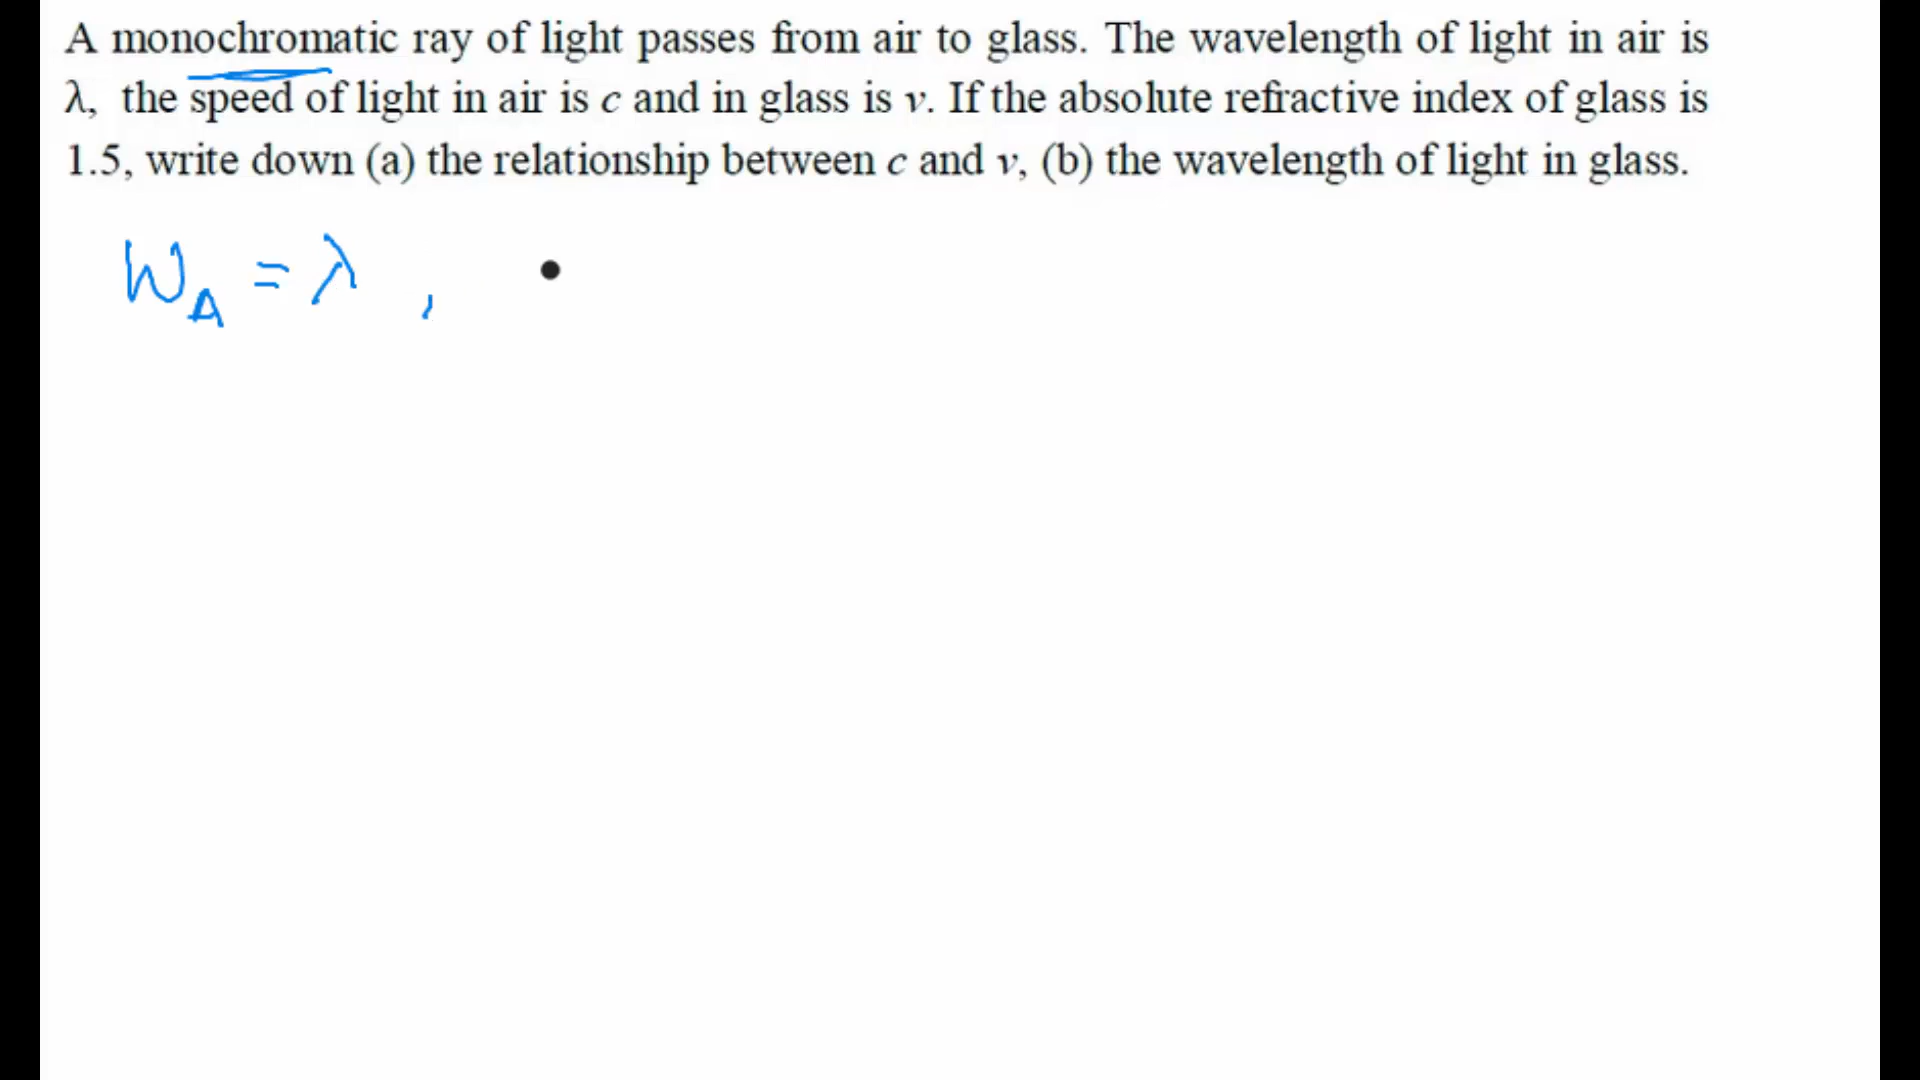 A monochromatic ray of light passes from air to glass. The wavelength of light in air is
λ, the speed of light in air is c and in glass is v. If the absolute refractive index of glass is
1.5, write down (a) the relationship between c and v, (b) the wavelength of light in glass.
W_A = λ ,